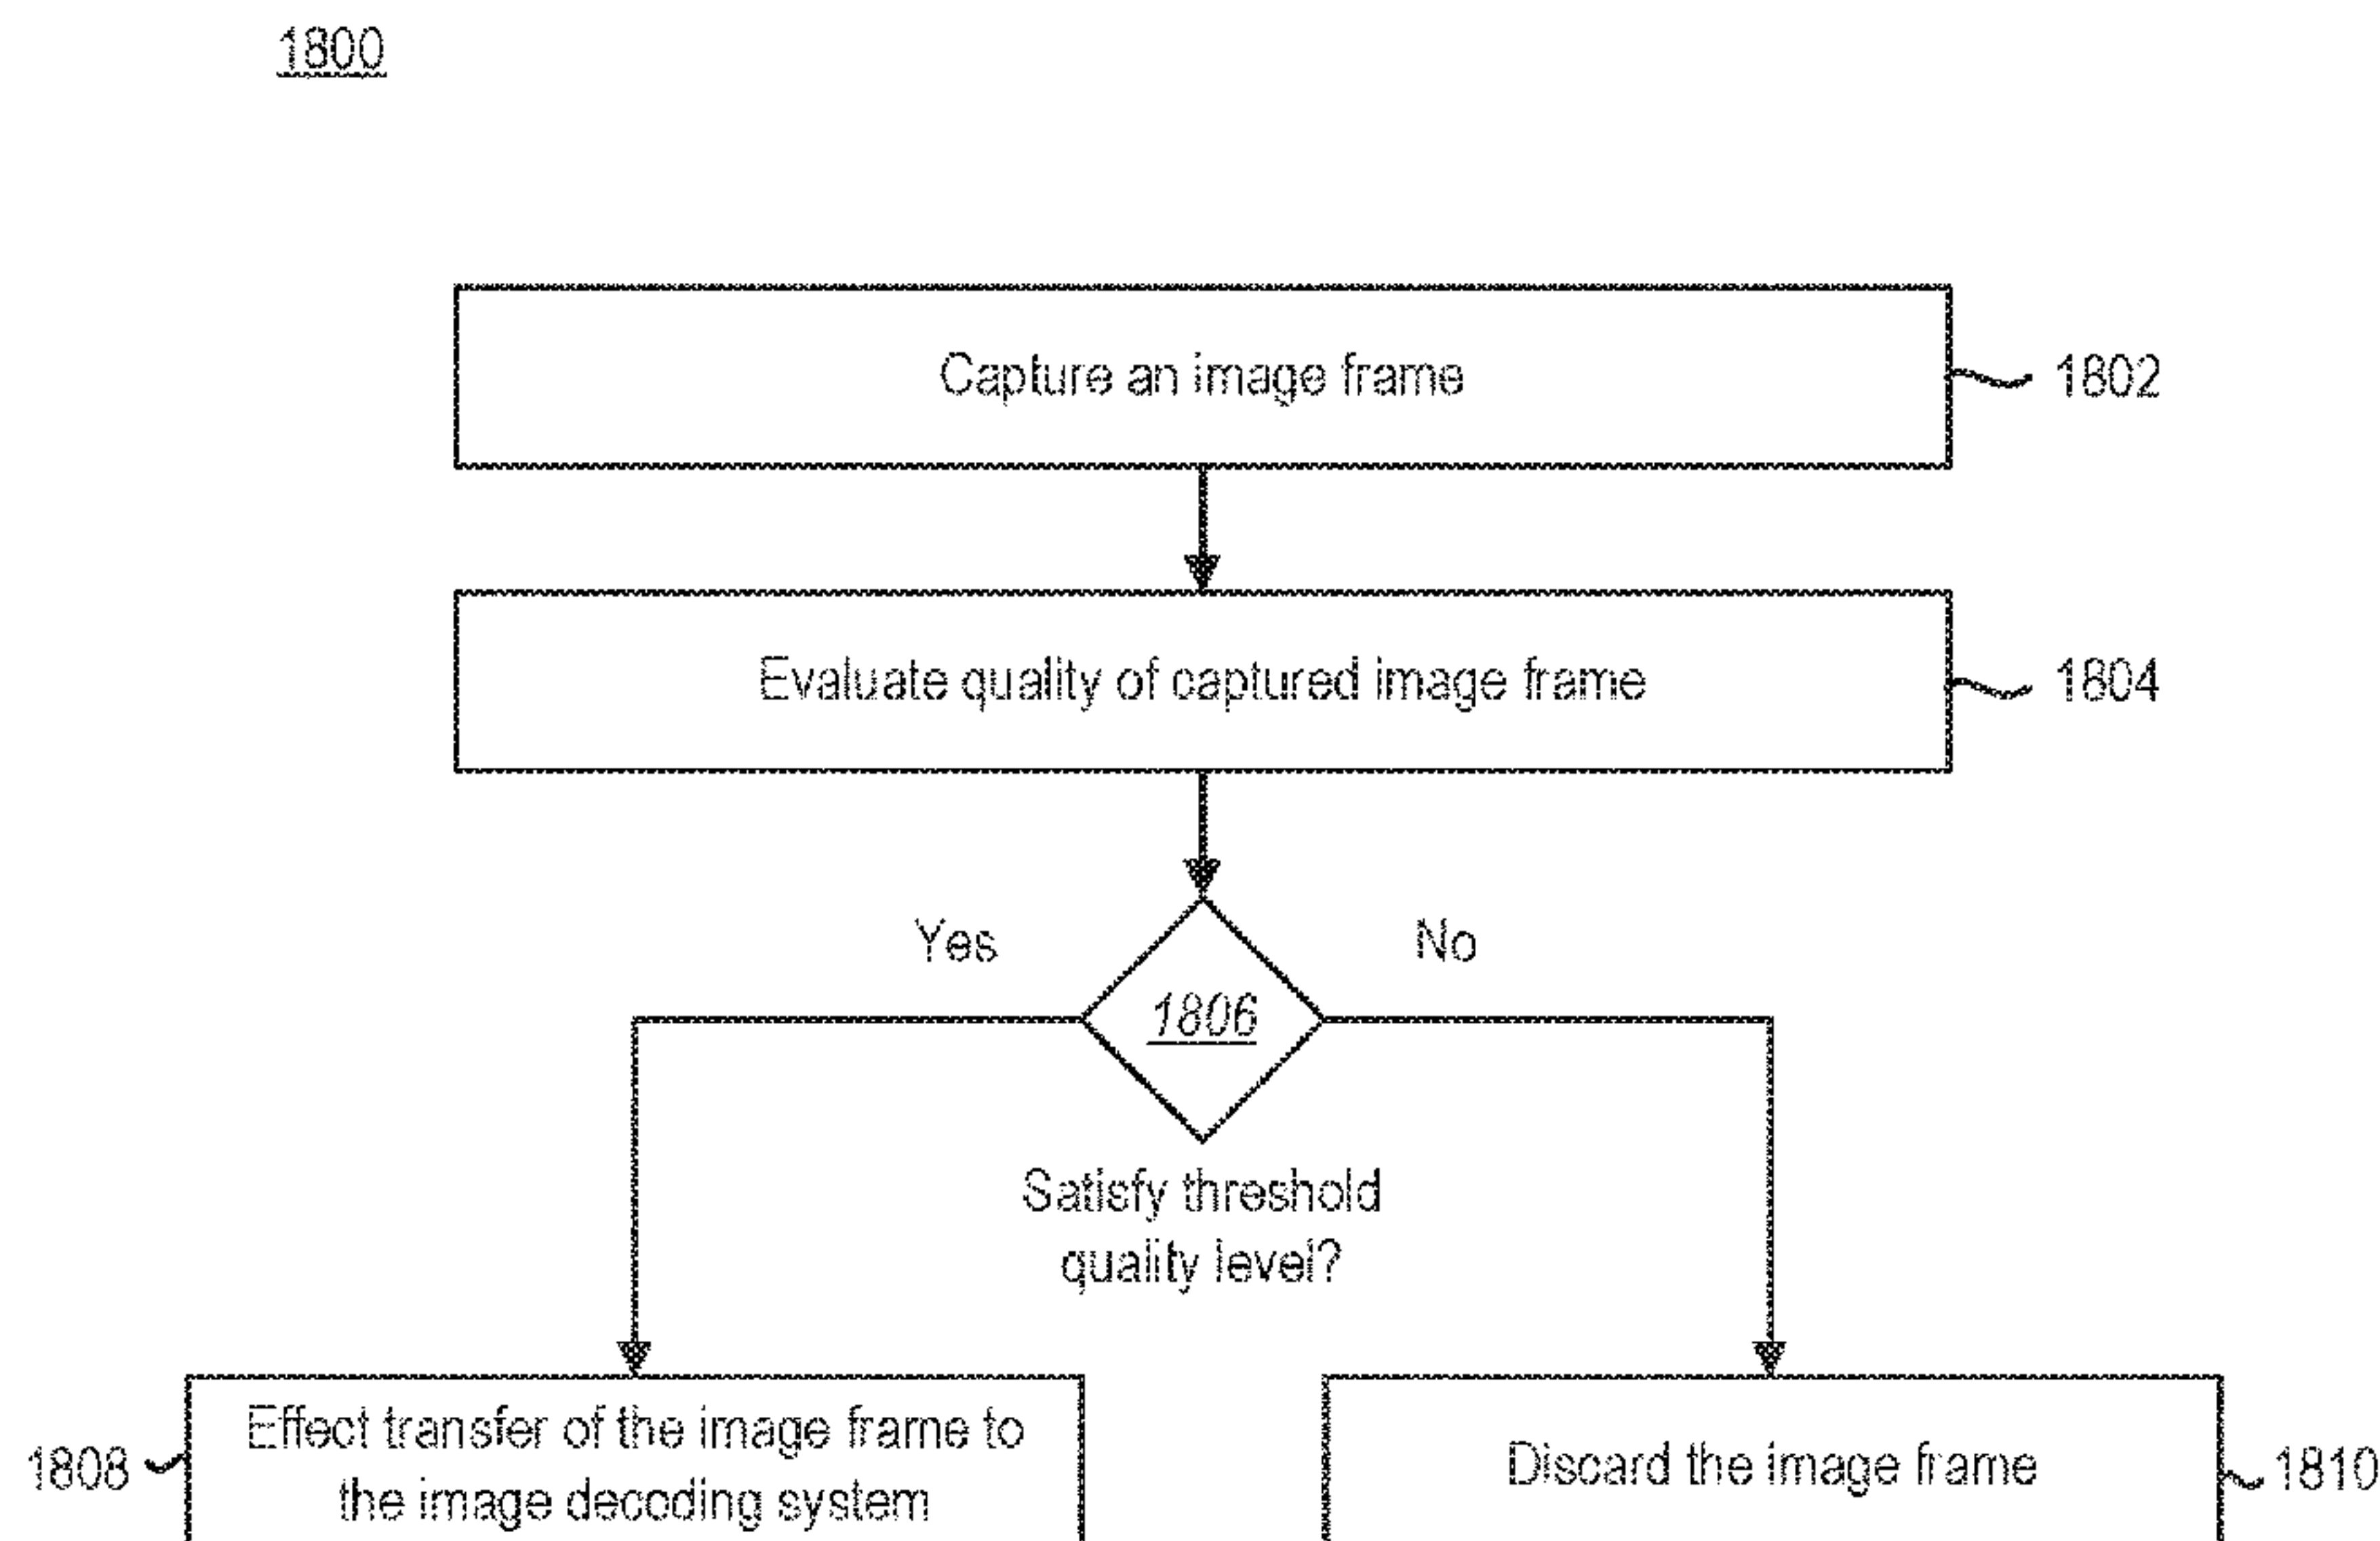 1800
Capture an image frame
1802
Evaluate quality of captured image frame
1804
Yes
No
1806
Satisfy threshold
quality level?
1808
Effect transfer of the image frame to
the image decoding system
Discard the image frame
1810